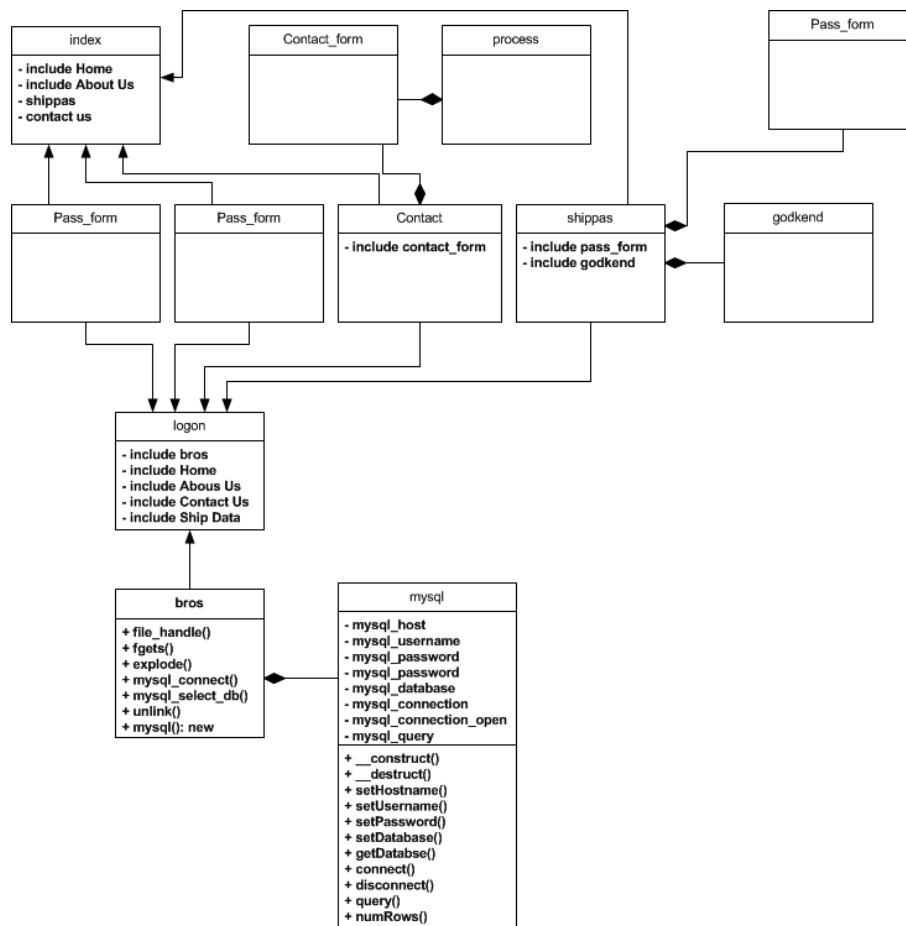 index
- include Home
- include About Us
- shippas
- contact us
Contact_form
process
Pass_form
Pass_form
Pass_form
Contact
- include contact_form
shippas
- include pass_form
- include godkend
godkend
logon
- include bros
- include Home
- include Abous Us
- include Contact Us
- include Ship Data
bros
+ file_handle()
+ fgets()
+ explode()
+ mysql_connect()
+ mysql_select_db()
+ unlink()
+ mysql(): new
mysql
- mysql_host
- mysql_username
- mysql_password
- mysql_password
- mysql_database
- mysql_connection
- mysql_connection_open
- mysql_query
+ __construct()
+ __destruct()
+ setHostname()
+ setUsername()
+ setPassword()
+ setDatabase()
+ getDatabse()
+ connect()
+ disconnect()
+ query()
+ numRows()